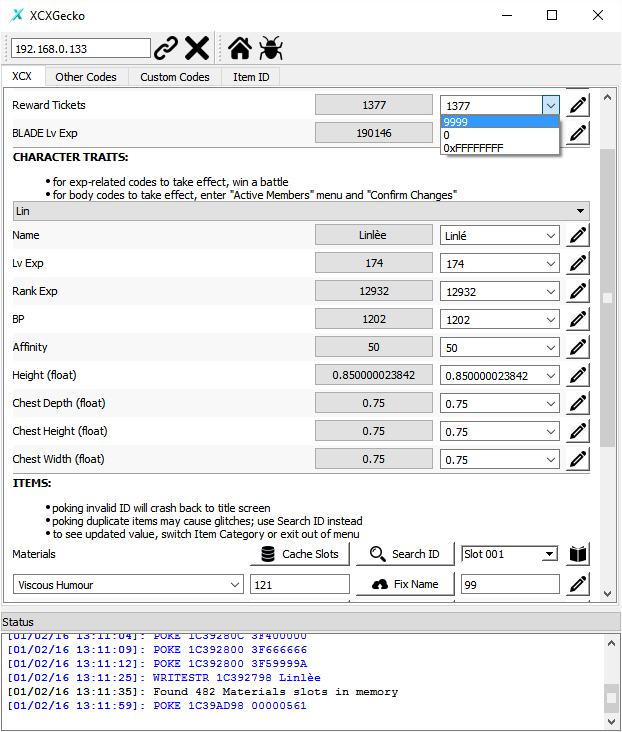 XCXGecko
192.168.0.133
XCX Other Codes Custom Codes Item ID
Reward Tickets 1377 1377
9999
BLADE Lv Exp 190146 0
0xFFFFFFFF
CHARACTER TRAITS:
• for exp-related codes to take effect, win a battle
• for body codes to take effect, enter "Active Members" menu and "Confirm Changes"
Lin
Name Linlèe Linlé
Lv Exp 174 174
Rank Exp 12932 12932
BP 1202 1202
Affinity 50 50
Height (float) 0.850000023842 0.850000023842
Chest Depth (float) 0.75 0.75
Chest Height (float) 0.75 0.75
Chest Width (float) 0.75 0.75
ITEMS:
• poking invalid ID will crash back to title screen
• poking duplicate items may cause glitches; use Search ID instead
• to see updated value, switch Item Category or exit out of menu
Materials Cache Slots Search ID Slot 001
Viscous Humour 121 Fix Name 99
Status
[01/02/16 13:11:04]: POKE 1C39280C 3F400000
[01/02/16 13:11:09]: POKE 1C392800 3F666666
[01/02/16 13:11:12]: POKE 1C392800 3F59999A
[01/02/16 13:11:25]: WRITESTR 1C392798 Linlèe
[01/02/16 13:11:35]: Found 482 Materials slots in memory
[01/02/16 13:11:59]: POKE 1C39AD98 00000561